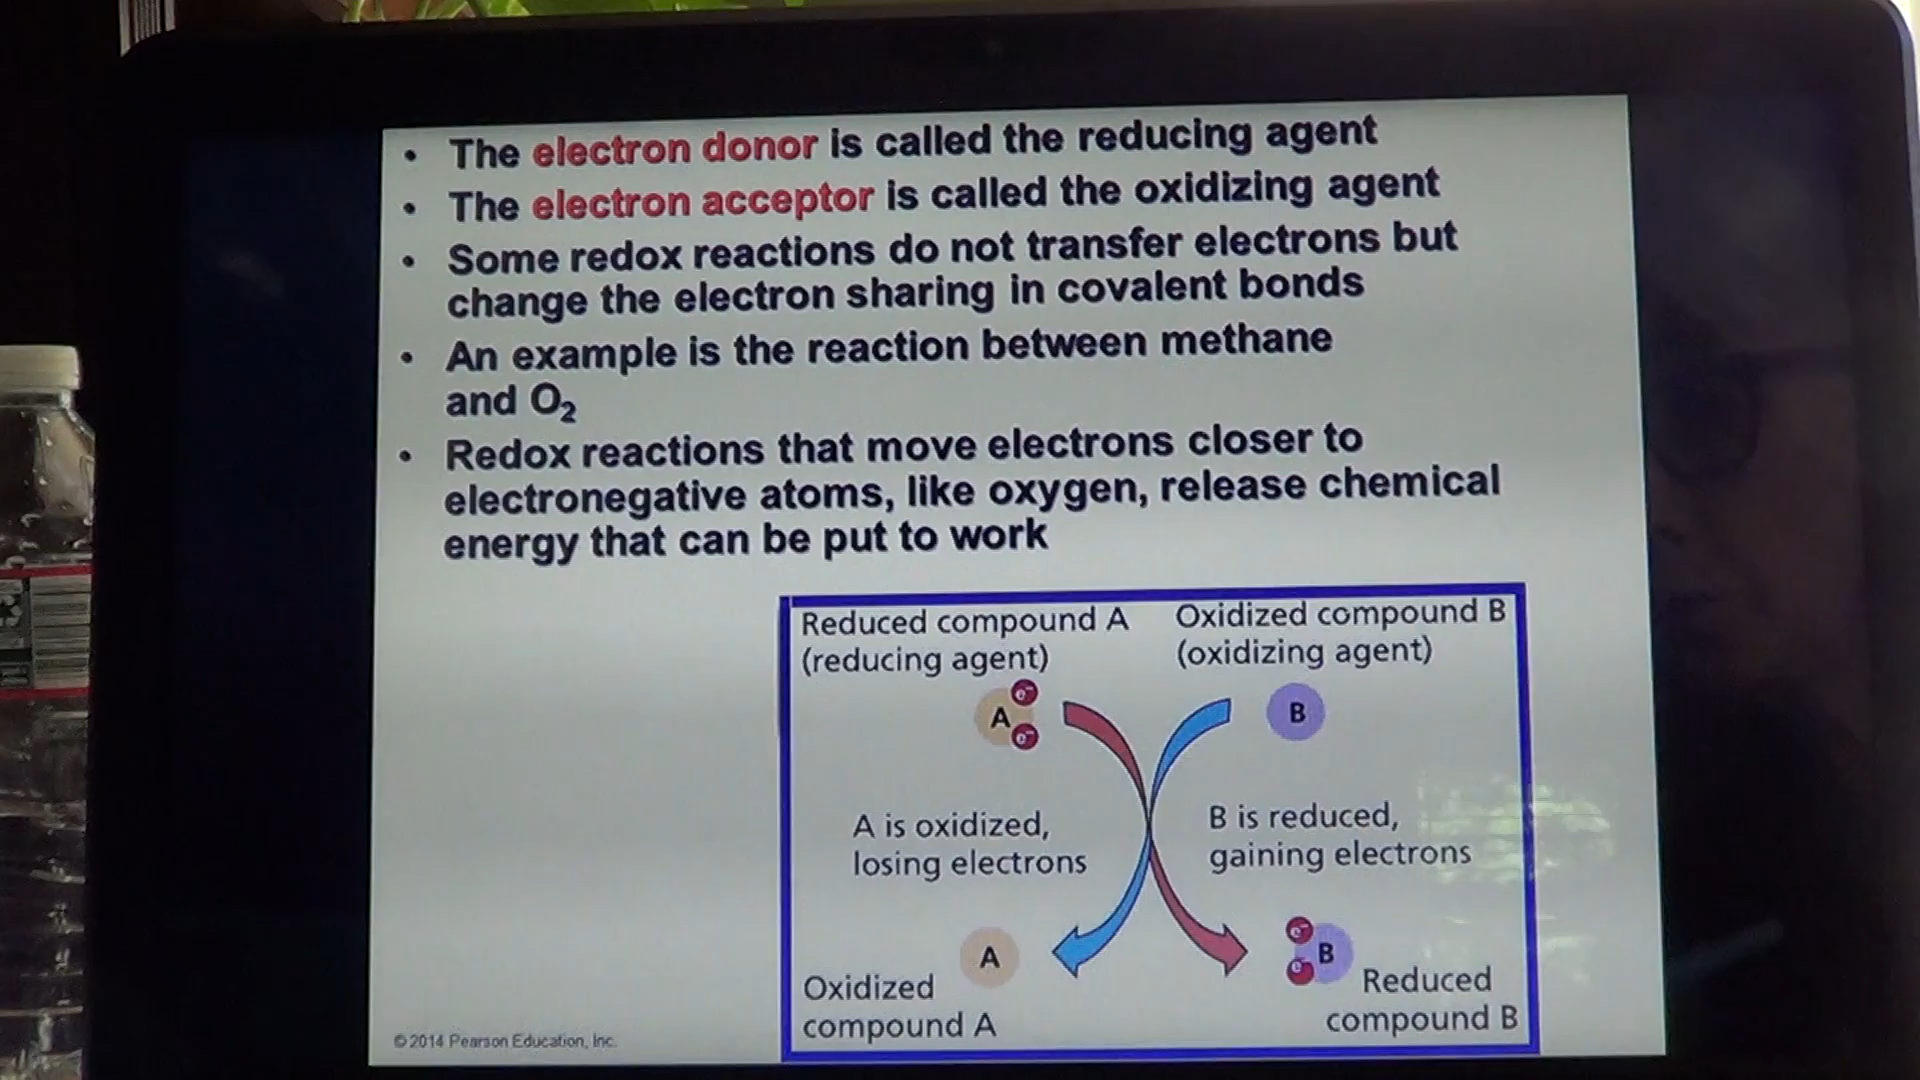 • The electron donor is called the reducing agent
• The electron acceptor is called the oxidizing agent
• Some redox reactions do not transfer electrons but
change the electron sharing in covalent bonds
• An example is the reaction between methane
and O₂
• Redox reactions that move electrons closer to
electronegative atoms, like oxygen, release chemical
energy that can be put to work
Reduced compound A
(reducing agent)
Oxidized compound B
(oxidizing agent)
e⁻
A
e⁻
B
A is oxidized,
losing electrons
B is reduced,
gaining electrons
A
e⁻
B
e⁻
Oxidized
compound A
Reduced
compound B
© 2014 Pearson Education, Inc.